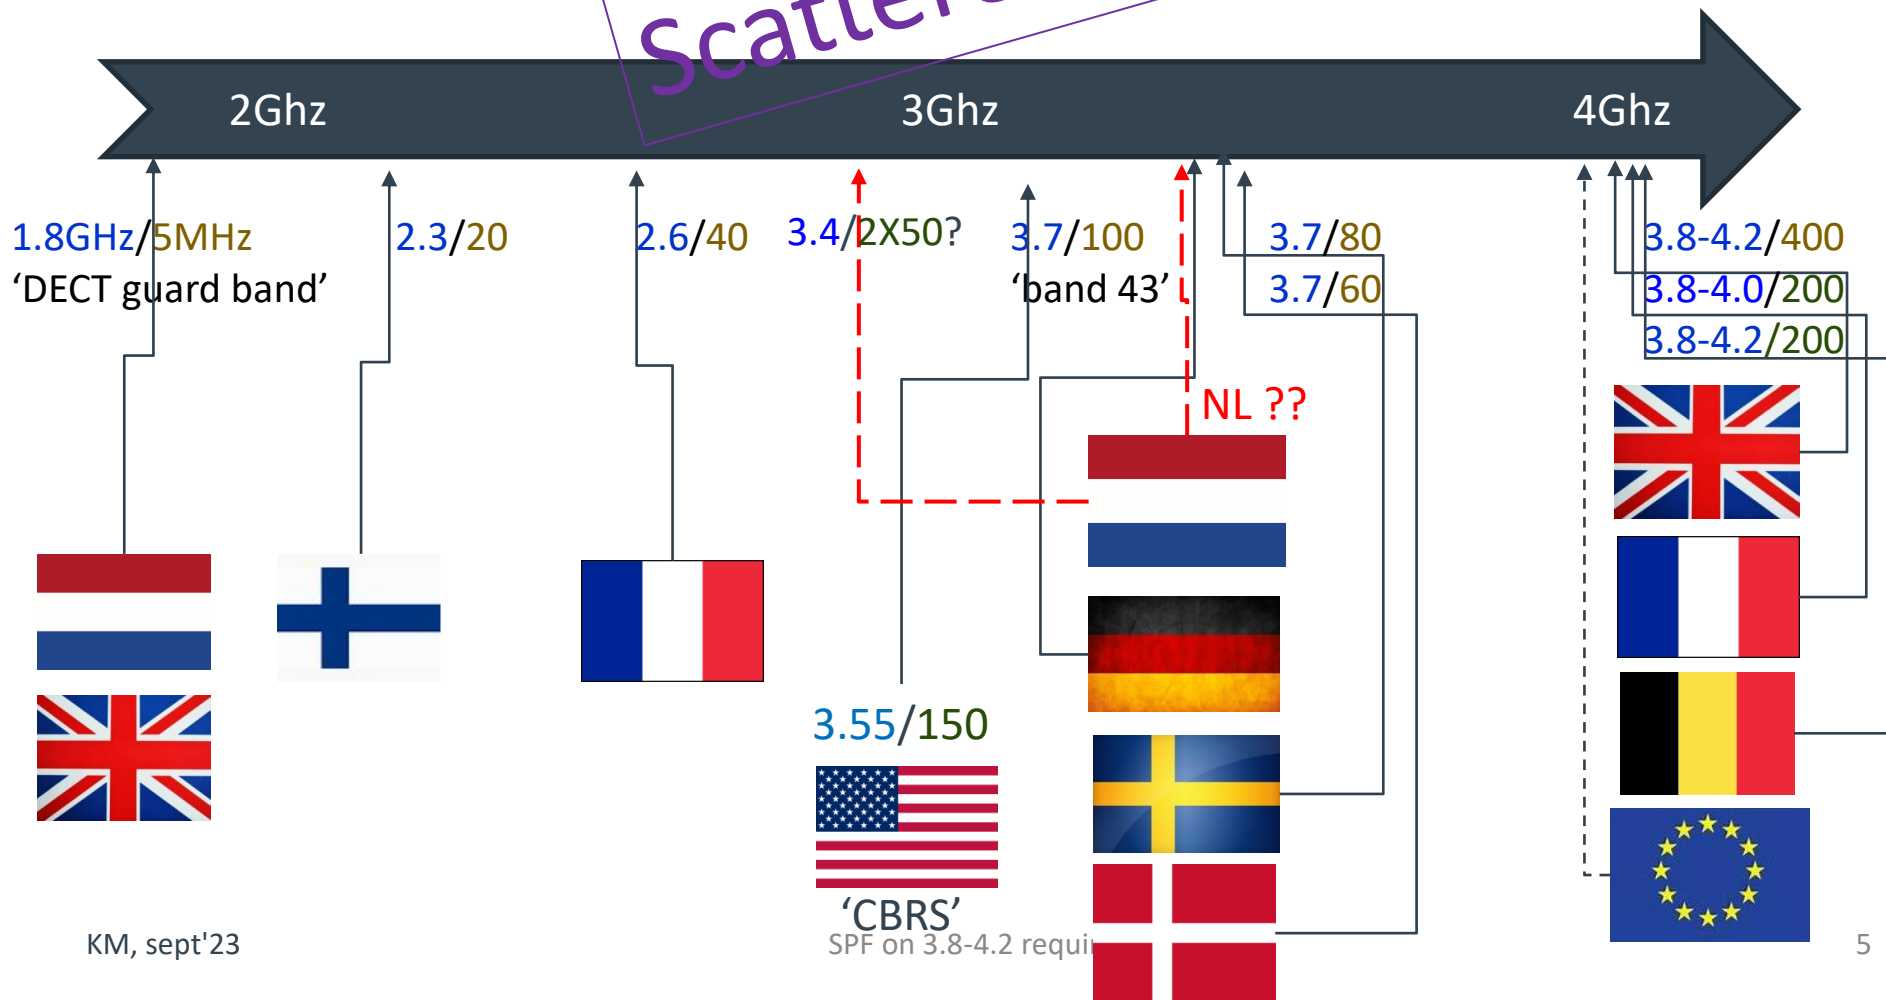 2Ghz
3Ghz
4Ghz
1.8GHz/5MHz
'DECT guard band'
2.3/20
2.6/40
3.4/2X50?
3.7/100
'band 43'
3.7/80
3.7/60
3.8-4.2/400
3.8-4.0/200
3.8-4.2/200
NL ??
3.55/150
'CBRS'
KM, sept'23
SPF on 3.8-4.2
5